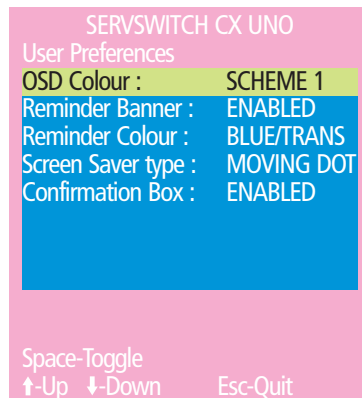 SERVSWITCH CX UNO
User Preferences
OSD Colour : SCHEME 1
Reminder Banner : ENABLED
Reminder Colour : BLUE/TRANS
Screen Saver type : MOVING DOT
Confirmation Box : ENABLED
Space-Toggle
↑-Up ↓-Down Esc-Quit